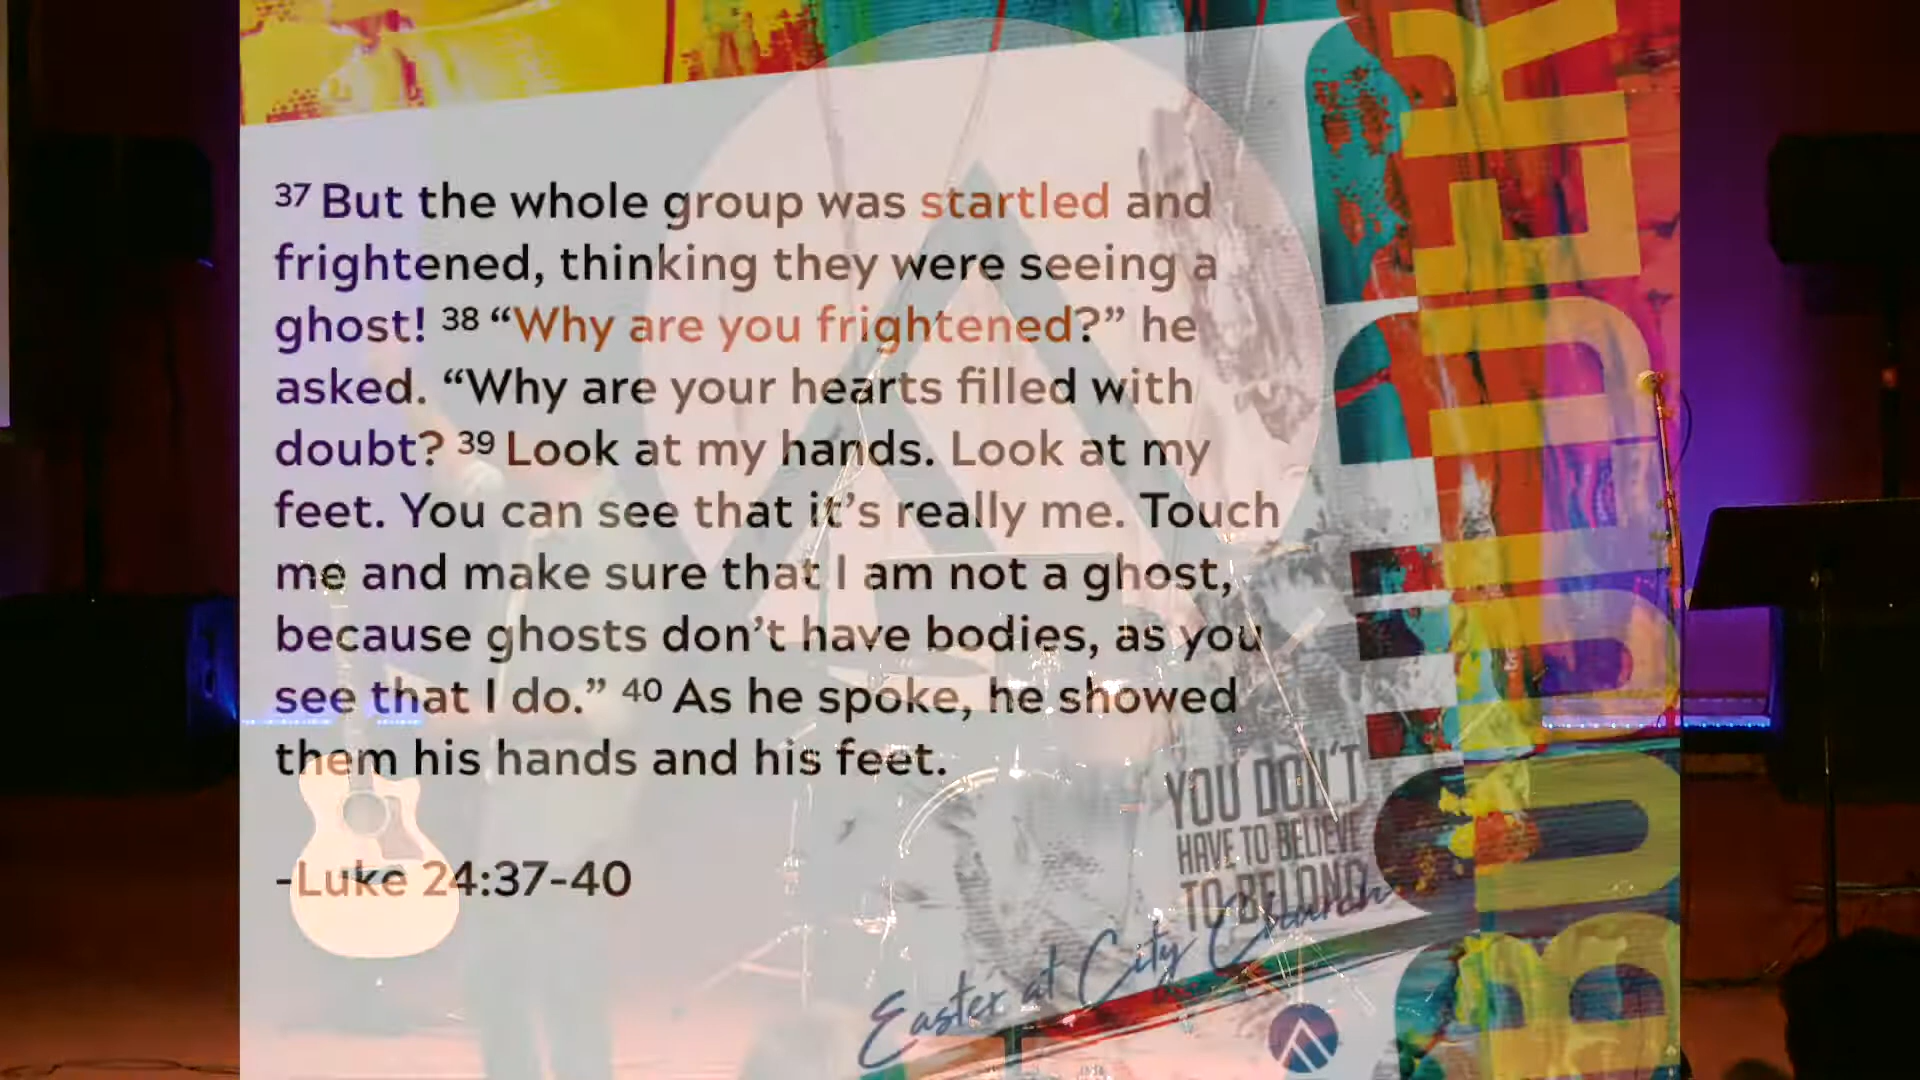 37 But the whole group was startled and
frightened, thinking they were seeing a
ghost! 38 “Why are you frightened?” he
asked. “Why are your hearts filled with
doubt? 39 Look at my hands. Look at my
feet. You can see that it’s really me. Touch
me and make sure that I am not a ghost,
because ghosts don’t have bodies, as you
see that I do.” 40 As he spoke, he showed
them his hands and his feet.
-Luke 24:37-40
YOU DON'T
HAVE TO BELIEVE
TO BELONG
Easter at City Church